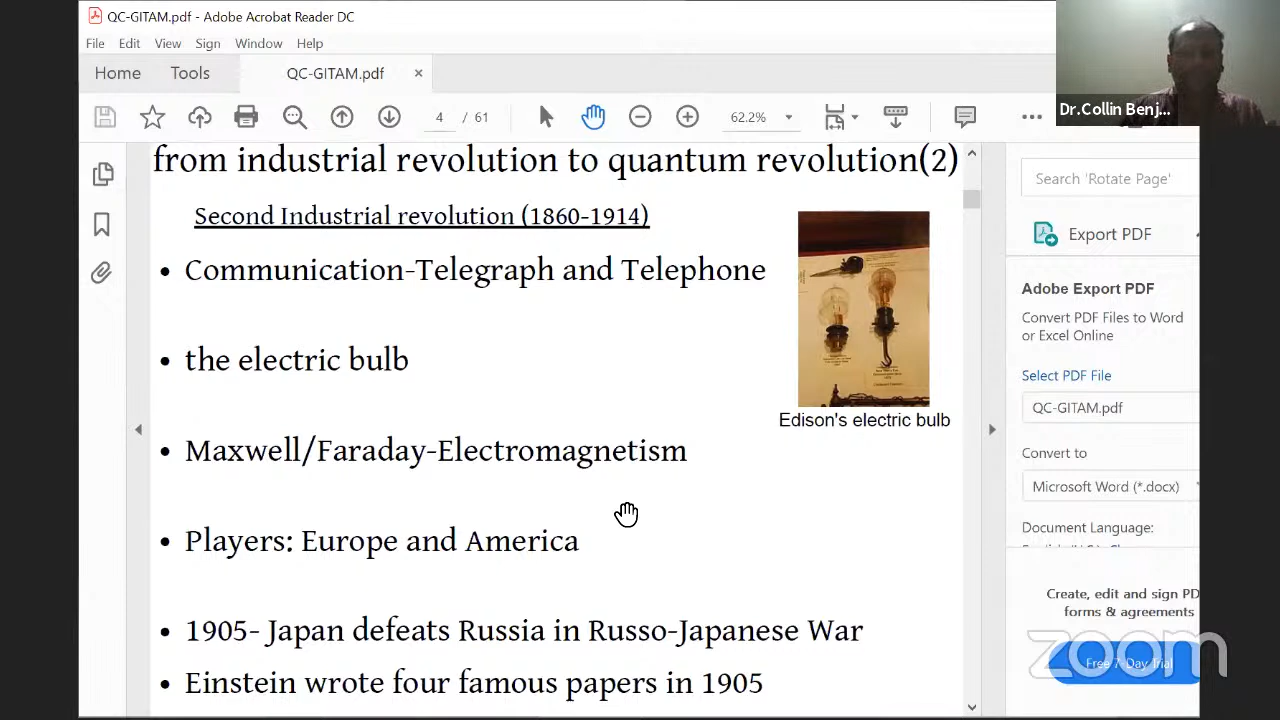 QC-GITAM.pdf - Adobe Acrobat Reader DC
File Edit View Sign Window Help
Home Tools QC-GITAM.pdf ×
4 / 61 62.2%
Dr.Collin Benj...
from industrial revolution to quantum revolution(2)
Second Industrial revolution (1860-1914)
• Communication-Telegraph and Telephone
• the electric bulb
Edison's electric bulb
• Maxwell/Faraday-Electromagnetism
• Players: Europe and America
• 1905- Japan defeats Russia in Russo-Japanese War
• Einstein wrote four famous papers in 1905
Search 'Rotate Page'
Export PDF
Adobe Export PDF
Convert PDF Files to Word
or Excel Online
Select PDF File
QC-GITAM.pdf
Convert to
Microsoft Word (*.docx)
Document Language:
Create, edit and sign PD
forms & agreements
Free 7-Day Trial
zoom